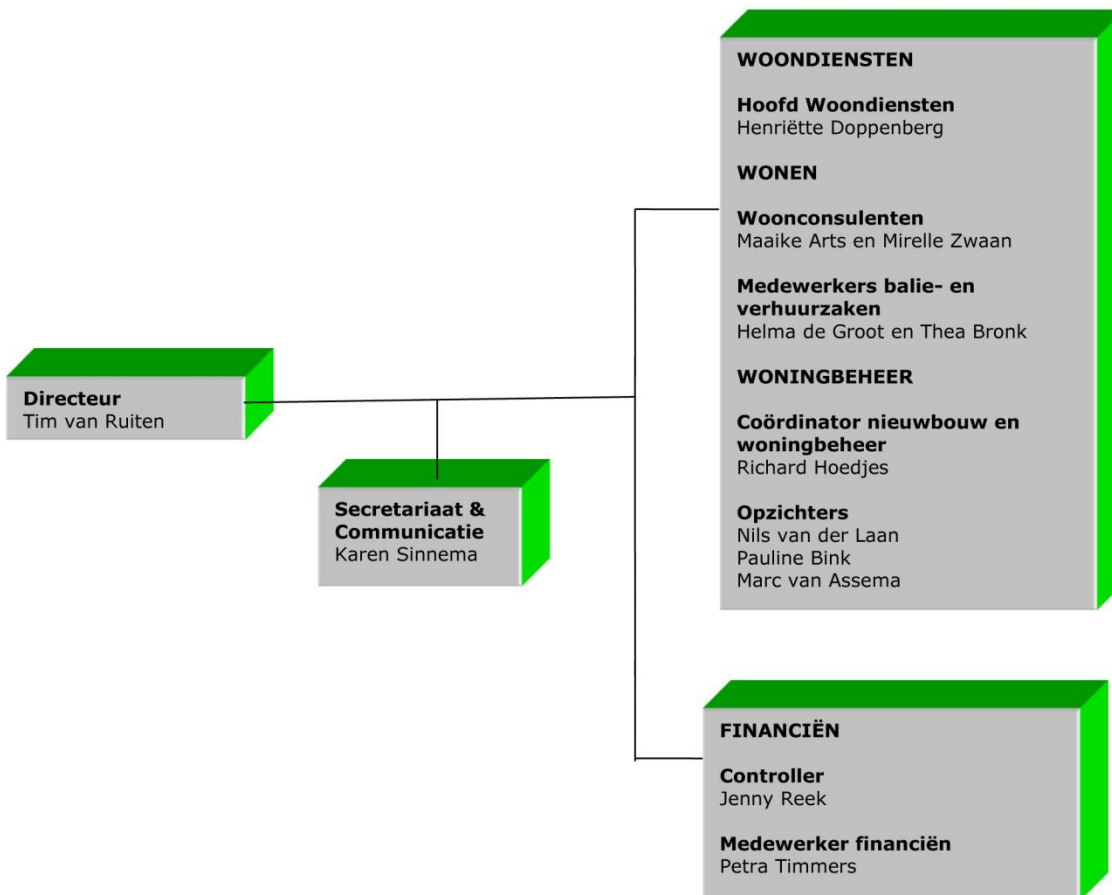 Directeur
Tim van Ruiten
Secretariaat &
Communicatie
Karen Sinnema
WOONDIENSTEN
Hoofd Woondiensten
Henriëtte Doppenberg
WONEN
Woonconsulenten
Maaike Arts en Mirelle Zwaan
Medewerkers balie- en
verhuurzaken
Helma de Groot en Thea Bronk
WONINGBEHEER
Coördinator nieuwbouw en
woningbeheer
Richard Hoedjes
Opzichters
Nils van der Laan
Pauline Bink
Marc van Assema
FINANCIËN
Controller
Jenny Reek
Medewerker financiën
Petra Timmers